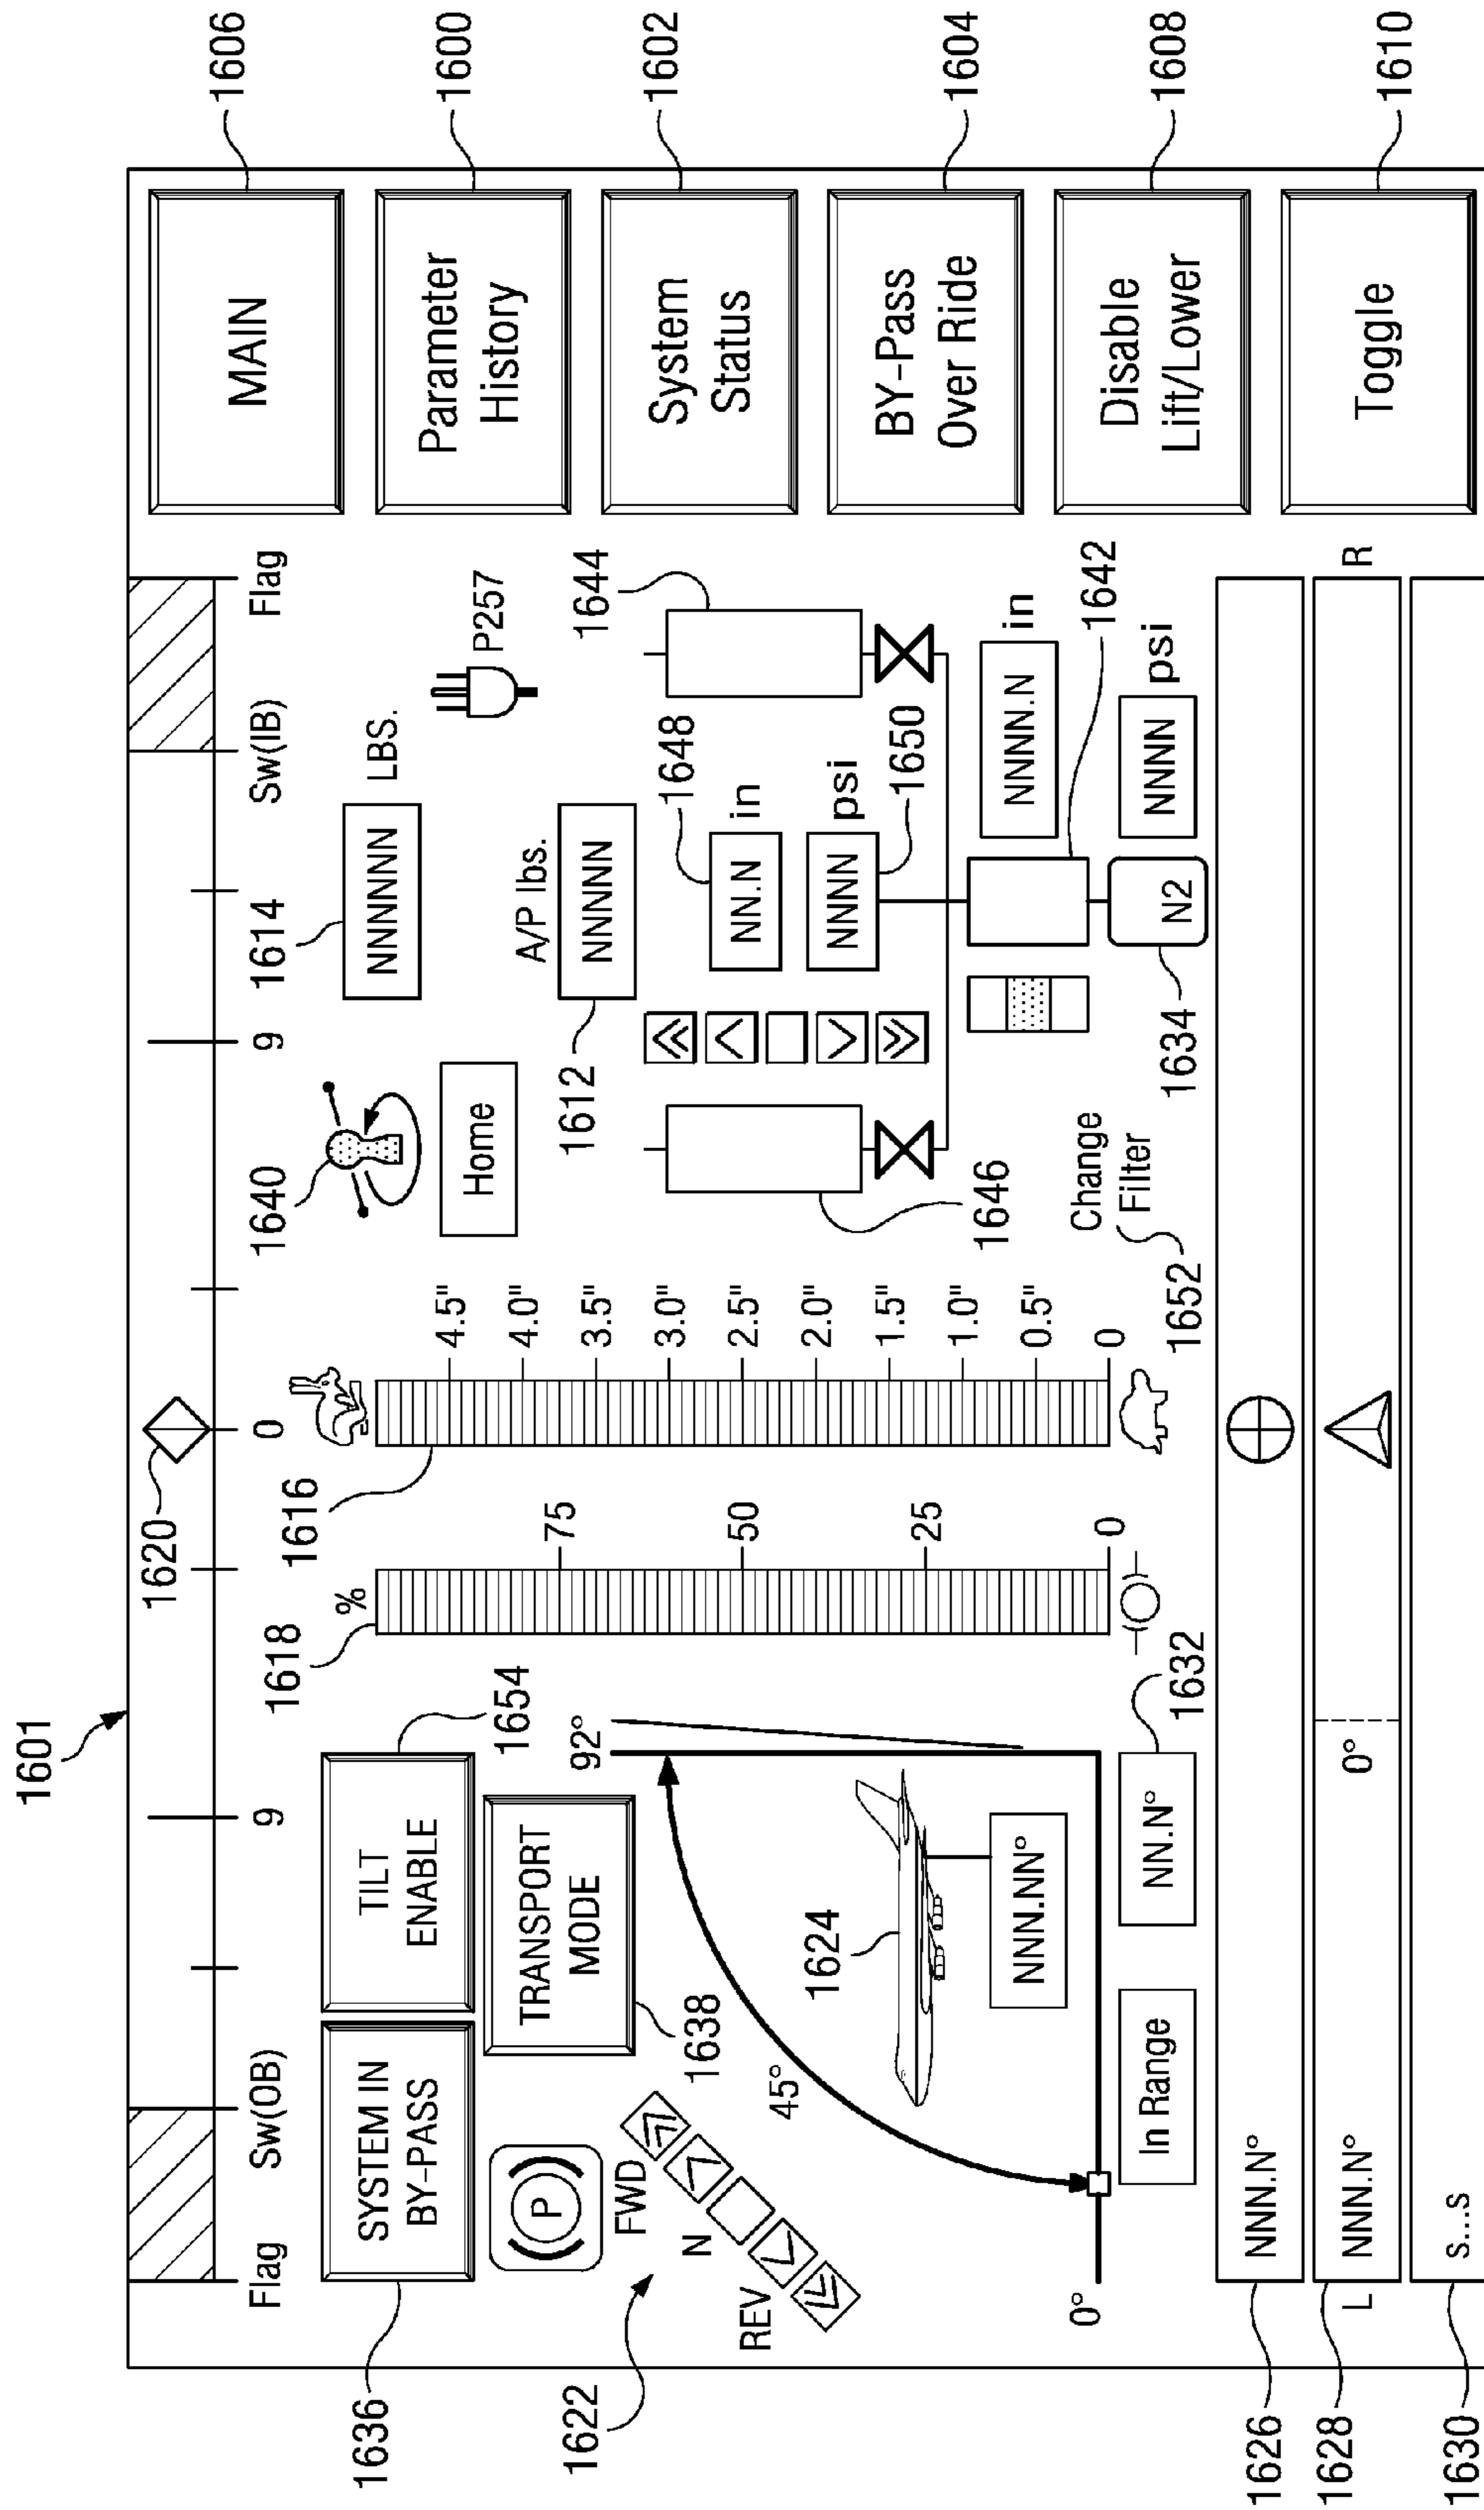 1601
1620
Flag
Sw(OB)
9
0
9
Sw(IB)
Flag
1636
SYSTEM IN
BY-PASS
TILT
ENABLE
1654
TRANSPORT
MODE
1638
P
1622
FWD
N
REV
0°
45°
92°
1624
NNN.NN°
In Range
NN.N°
1632
1618
%
75
50
25
0
1616
4.5"
4.0"
3.5"
3.0"
2.5"
2.0"
1.5"
1.0"
0.5"
0
1640
Home
1614
NNNNNN
LBS.
P257
A/P lbs.
1612
NNNNN
1648
NN.N
in
NNNN
psi
1650
1644
1646
1642
NNNN.N
in
NNNN
psi
1634
N2
Change
Filter
1652
1626
NNN.N°
1628
L
NNN.N°
0°
R
1630
s...s
MAIN
1606
Parameter
History
1600
System
Status
1602
BY-Pass
Over Ride
1604
Disable
Lift/Lower
1608
Toggle
1610